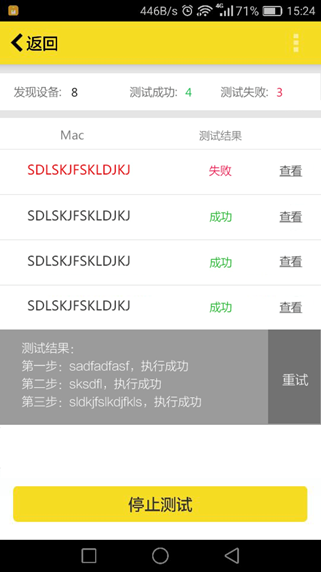 446B/s 4G 71% 15:24
返回
发现设备: 8 测试成功: 4 测试失败: 3
Mac 测试结果
SDLSKJFSKLDJKJ 失败 查看
SDLSKJFSKLDJKJ 成功 查看
SDLSKJFSKLDJKJ 成功 查看
SDLSKJFSKLDJKJ 成功 查看
测试结果:
第一步: sadfadfasf, 执行成功
第二步: sksdfl, 执行成功
第三步: sldkjfslkdjfkls, 执行成功
重试
停止测试